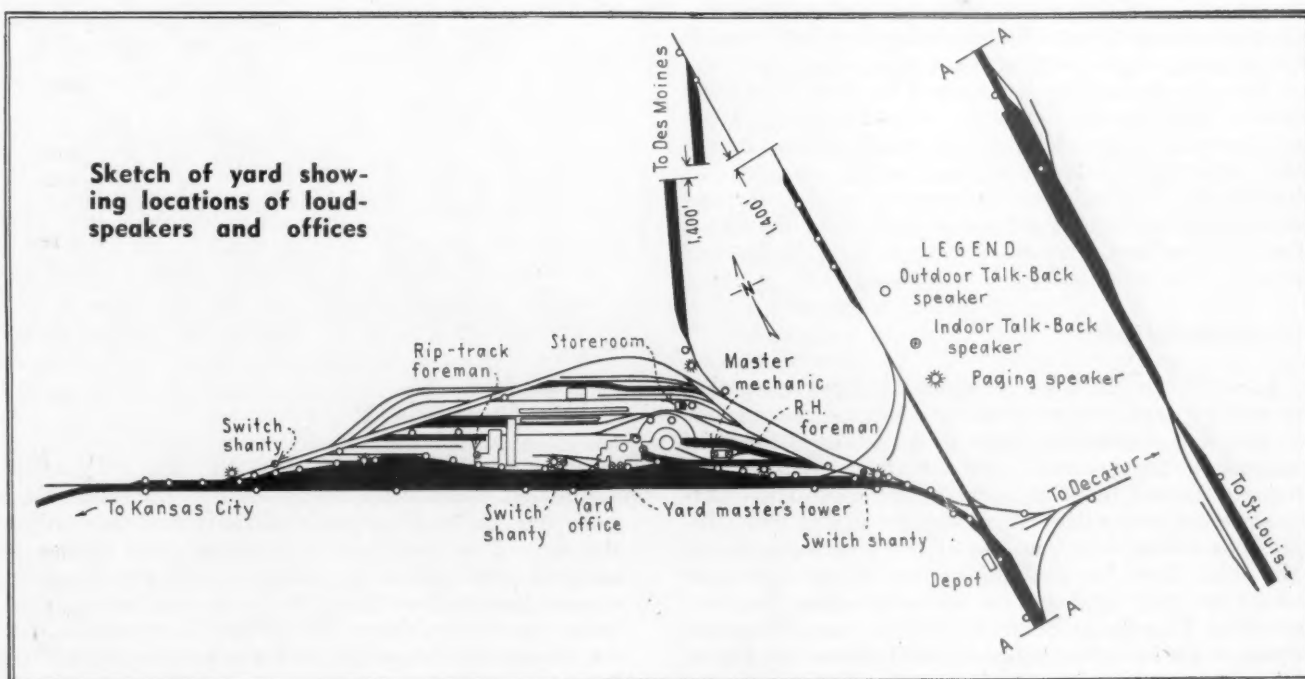 Sketch of yard show-
ing locations of loud-
speakers and offices
To Des Moines
1,400'
1,400'
N
A
A
LEGEND
Outdoor Talk-Back
speaker
Indoor Talk-Back
speaker
Paging speaker
Storeroom
Rip-track
foreman
Master
mechanic
R.H.
foreman
Switch
shanty
To Kansas City
Switch
shanty
Yard
office
Yard master's tower
Switch shanty
To Decatur
Depot
To St. Louis
A
A